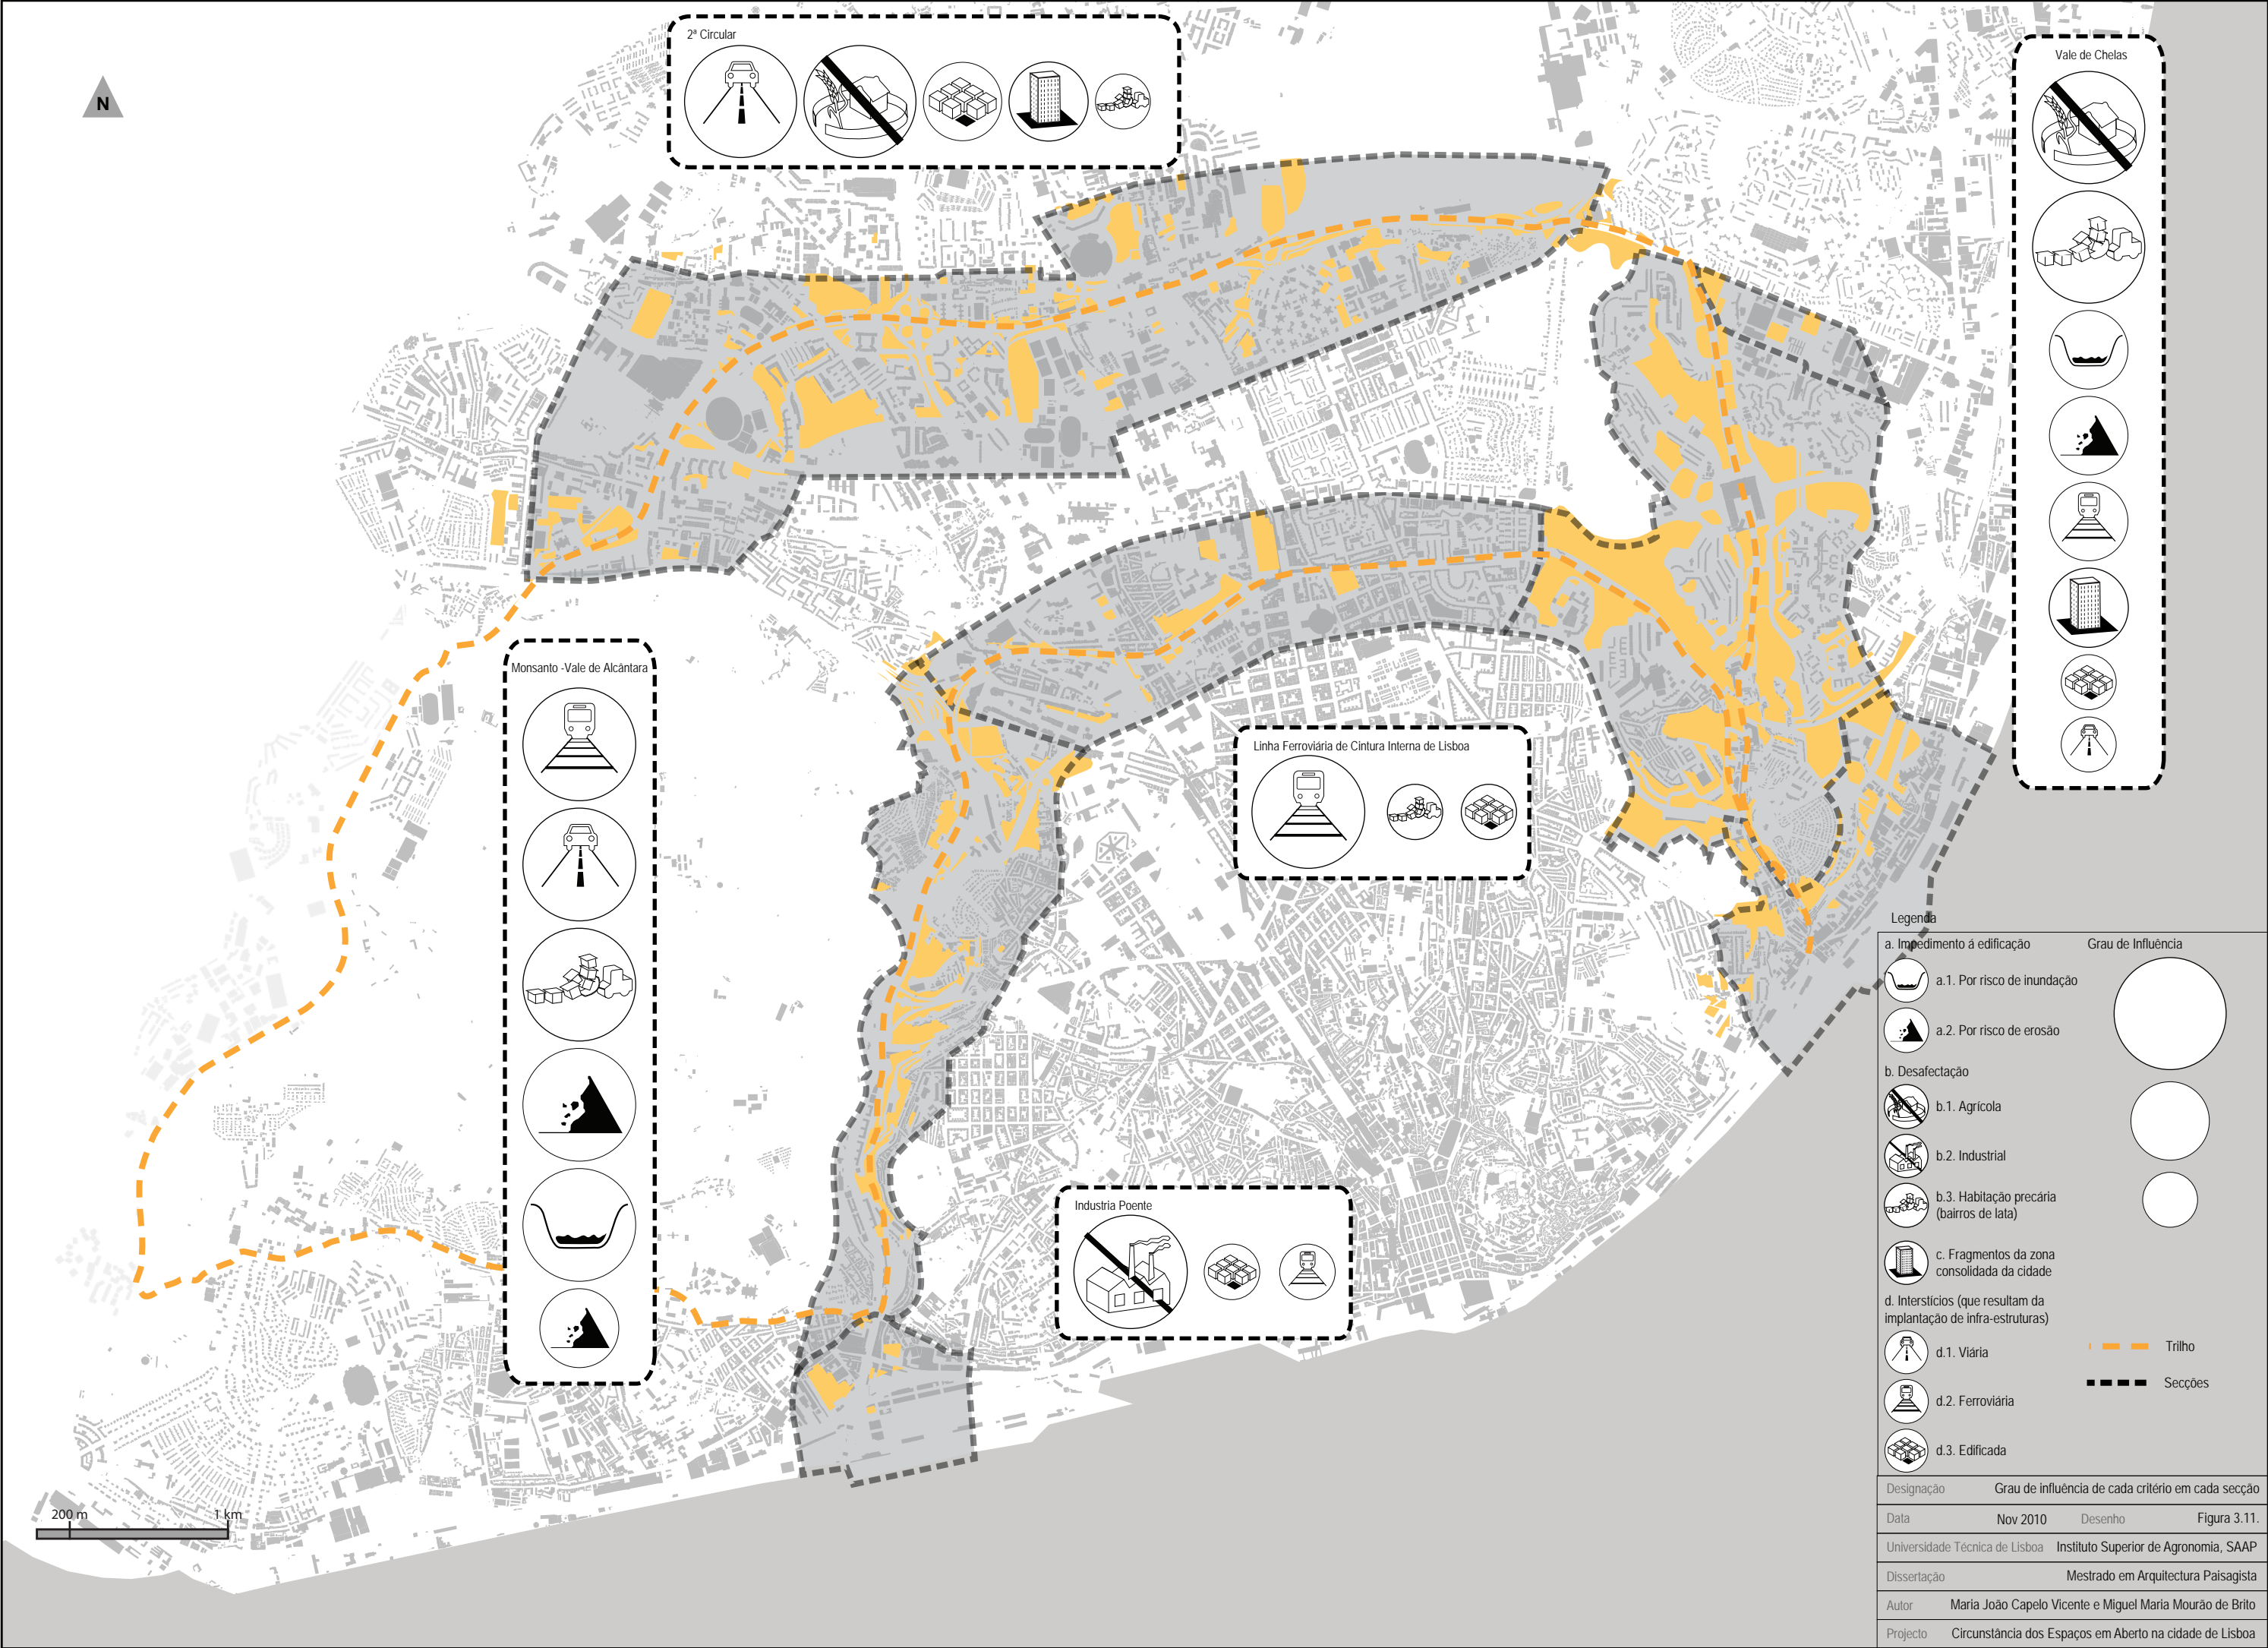 2ª Circular
Vale de Chelas
N
Monsanto -Vale de Alcântara
Linha Ferroviária de Cintura Interna de Lisboa
Industria Poente
200 m
1 km
Legenda
a. Impedimento á edificação
Grau de Influência
a.1. Por risco de inundação
a.2. Por risco de erosão
b. Desafectação
b.1. Agrícola
b.2. Industrial
b.3. Habitação precária
(bairros de lata)
c. Fragmentos da zona
consolidada da cidade
d. Interstícios (que resultam da
implantação de infra-estruturas)
d.1. Viária
d.2. Ferroviária
d.3. Edificada
Trilho
Secções
Designação Grau de influência de cada critério em cada secção
Data Nov 2010 Desenho Figura 3.11.
Universidade Técnica de Lisboa Instituto Superior de Agronomia, SAAP
Dissertação Mestrado em Arquitectura Paisagista
Autor Maria João Capelo Vicente e Miguel Maria Mourão de Brito
Projecto Circunstância dos Espaços em Aberto na cidade de Lisboa